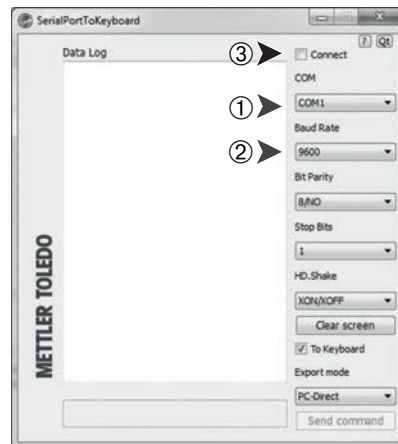 SerialPortToKeyboard
? Qt
Data Log
③ Connect
COM
① COM1
Baud Rate
② 9600
Bit Parity
8/NO
Stop Bits
1
HD.Shake
XON/XOFF
Clear screen
To Keyboard
Export mode
PC-Direct
Send command
METTLER TOLEDO